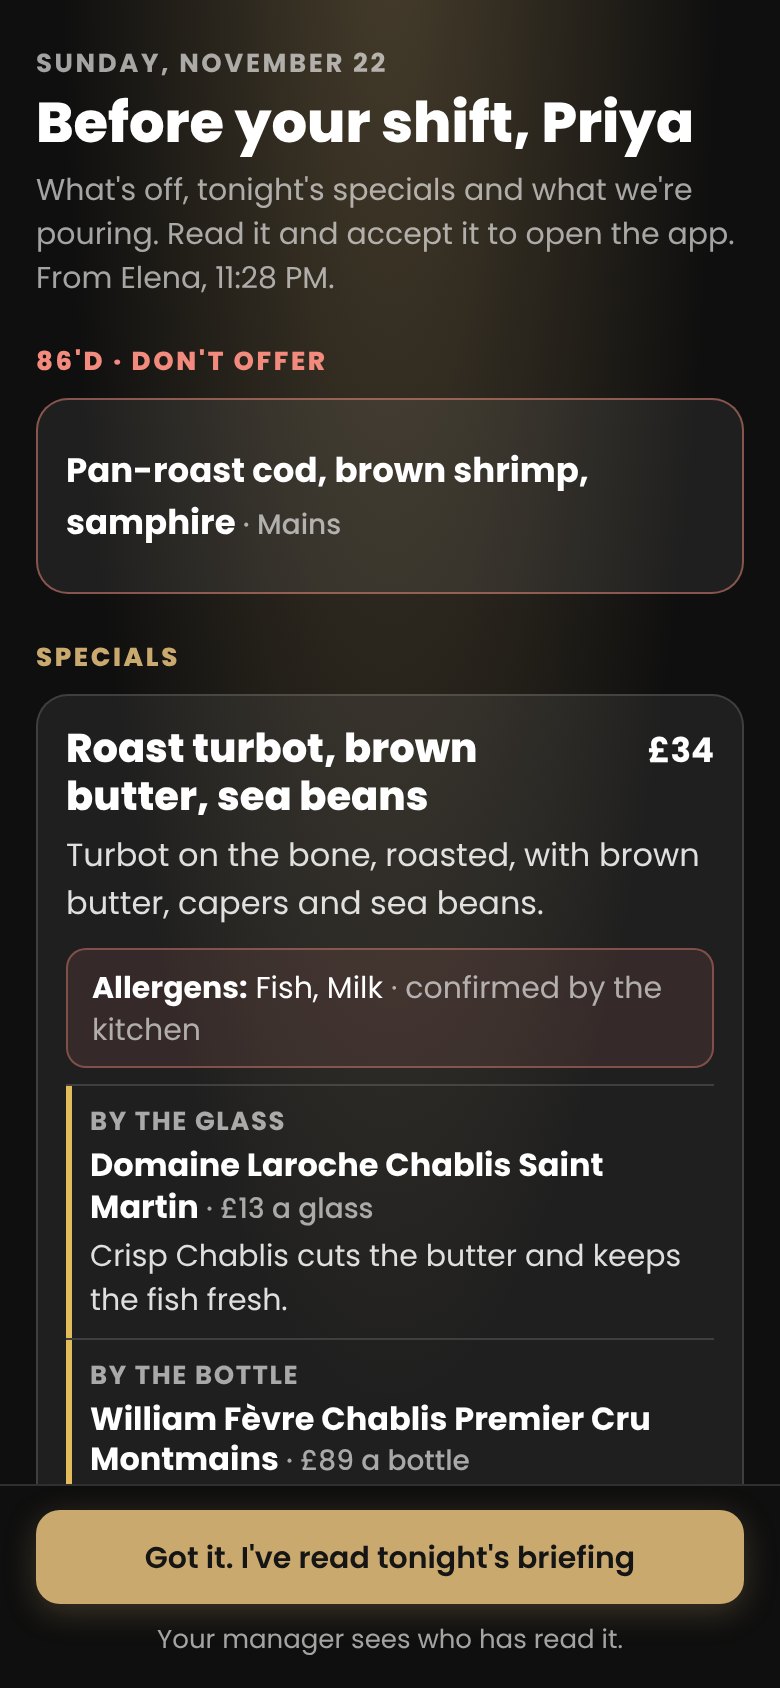 SUNDAY, NOVEMBER 22
Before your shift, Priya
What's off, tonight's specials and what we're
pouring. Read it and accept it to open the app.
From Elena, 11:28 PM.
86'D · DON'T OFFER
Pan-roast cod, brown shrimp,
samphire · Mains
SPECIALS
Roast turbot, brown £34
butter, sea beans
Turbot on the bone, roasted, with brown
butter, capers and sea beans.
Allergens: Fish, Milk · confirmed by the
kitchen
BY THE GLASS
Domaine Laroche Chablis Saint
Martin · £13 a glass
Crisp Chablis cuts the butter and keeps
the fish fresh.
BY THE BOTTLE
William Fèvre Chablis Premier Cru
Montmains · £89 a bottle
Got it. I've read tonight's briefing
Your manager sees who has read it.